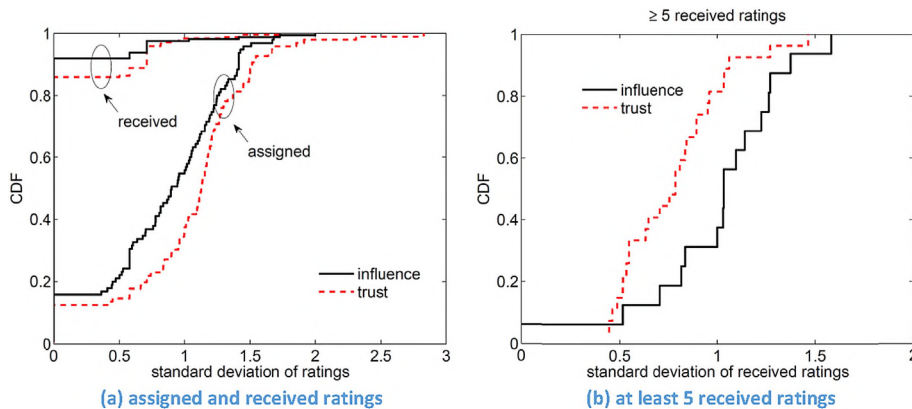 1
0.8
0.6
0.4
0.2
0
CDF
received
assigned
influence
trust
0 0.5 1 1.5 2 2.5 3
standard deviation of ratings
(a) assigned and received ratings
≥ 5 received ratings
1
0.8
0.6
0.4
0.2
0
CDF
influence
trust
0 0.5 1 1.5 2
standard deviation of received ratings
(b) at least 5 received ratings